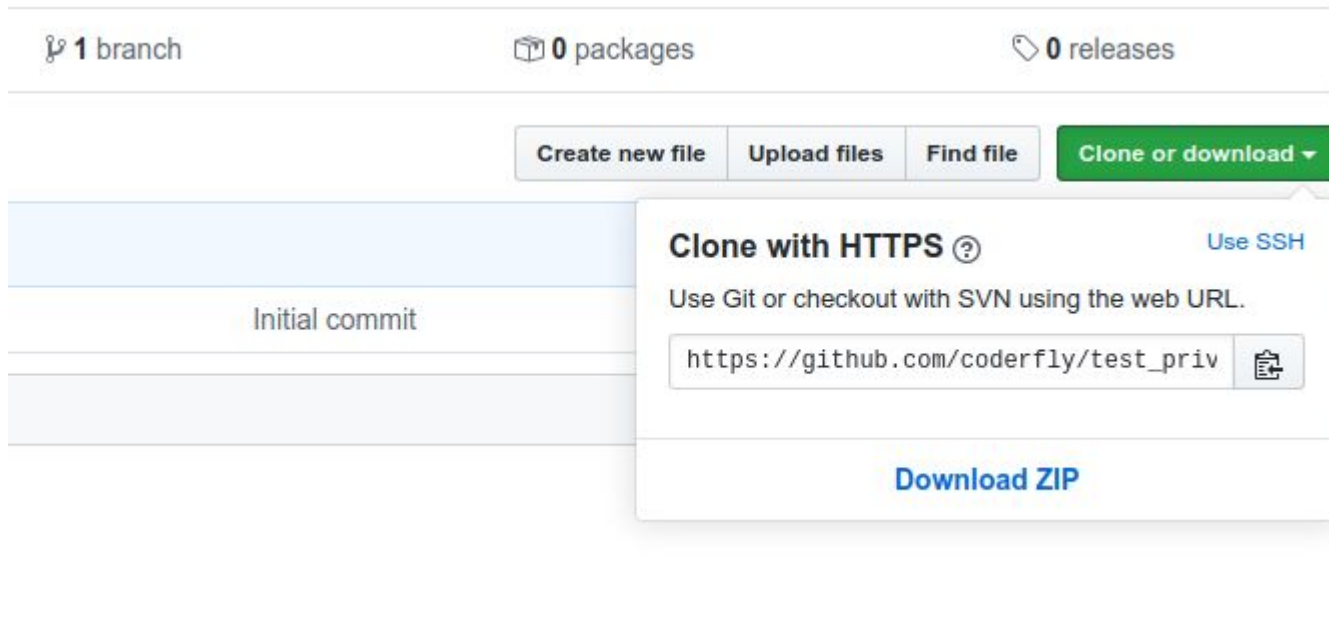 1 branch 0 packages 0 releases
Create new file Upload files Find file Clone or download
Clone with HTTPS Use SSH
Use Git or checkout with SVN using the web URL.
Initial commit
https://github.com/coderfly/test_priv
Download ZIP